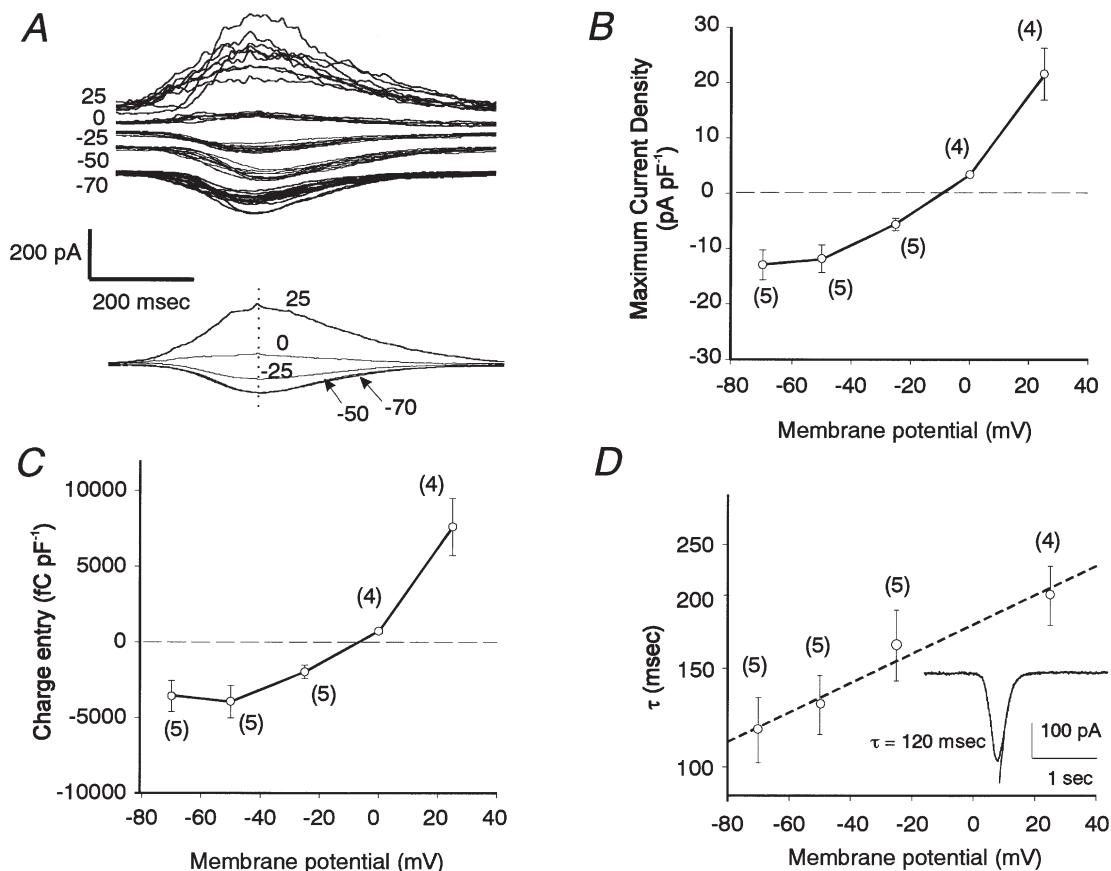 A
25
0
-25
-50
-70
200 pA
200 msec
25
0
-25
-50
-70
B
Maximum Current Density
(pA pF⁻¹)
30
20
10
0
-10
-20
-30
(5)
(5)
(5)
(4)
(4)
-80 -60 -40 -20 0 20 40
Membrane potential (mV)
C
Charge entry (fC pF⁻¹)
10000
5000
0
-5000
-10000
(5)
(5)
(5)
(4)
(4)
-80 -60 -40 -20 0 20 40
Membrane potential (mV)
D
τ (msec)
250
200
150
100
(5)
(5)
(5)
(4)
τ = 120 msec
100 pA
1 sec
-80 -60 -40 -20 0 20 40
Membrane potential (mV)